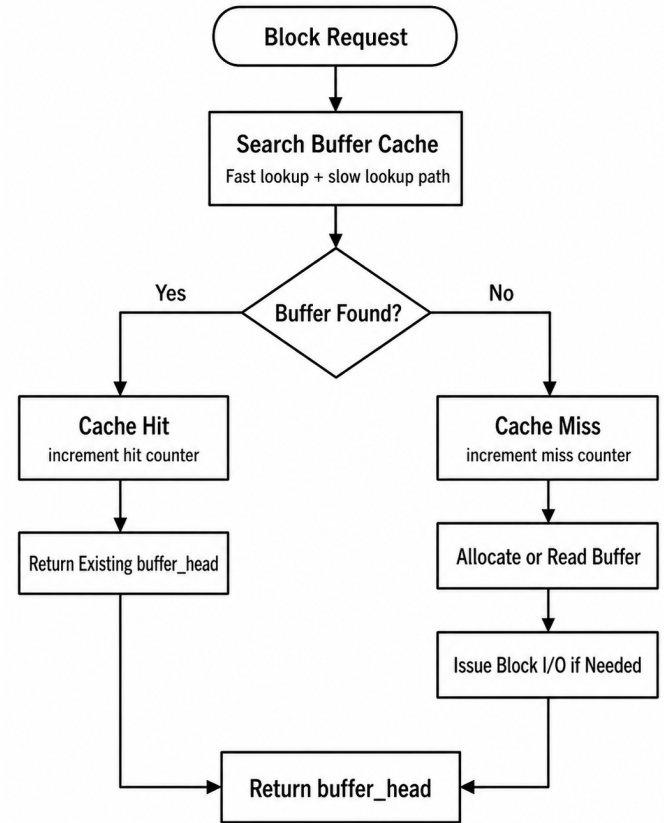 Block Request
Search Buffer Cache
Fast lookup + slow lookup path
Buffer Found?
Yes
No
Cache Hit
increment hit counter
Cache Miss
increment miss counter
Return Existing buffer_head
Allocate or Read Buffer
Issue Block I/O if Needed
Return buffer_head